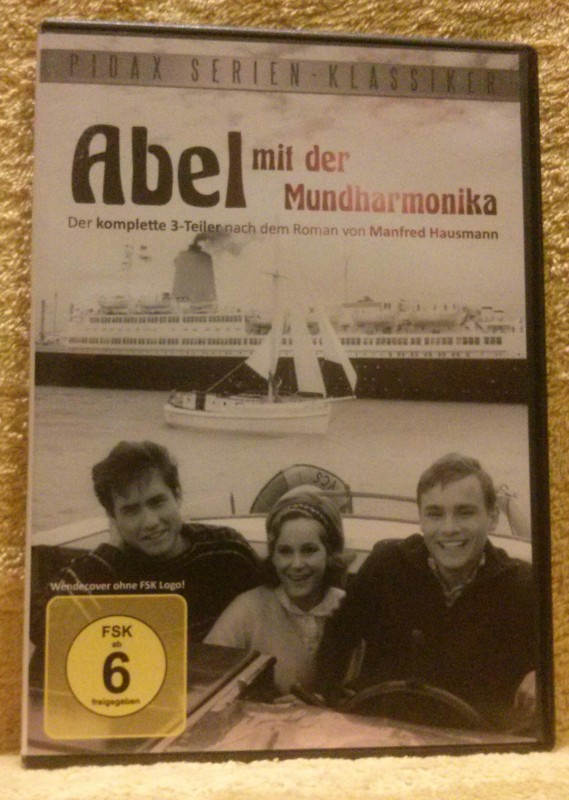 PIDAX SERIEN-KLASSIKER
Abel mit der
Mundharmonika
Der komplette 3-Teiler nach dem Roman von Manfred Hausmann
Wendecover ohne FSK Logo!
FSK
ab
6
freigegeben